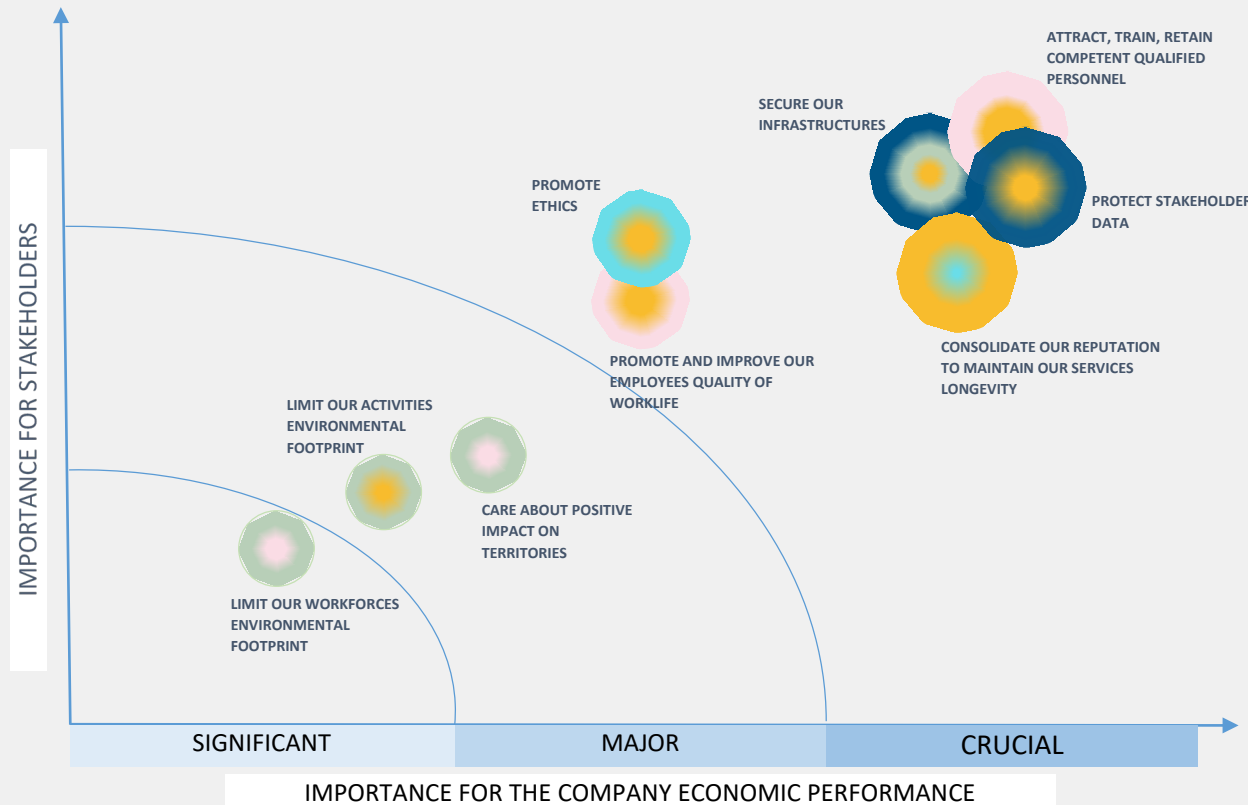 ATTRACT, TRAIN, RETAIN
COMPETENT QUALIFIED
PERSONNEL
SECURE OUR
INFRASTRUCTURES
PROMOTE
ETHICS
PROTECT STAKEHOLDER
DATA
CONSOLIDATE OUR REPUTATION
TO MAINTAIN OUR SERVICES
LONGEVITY
PROMOTE AND IMPROVE OUR
EMPLOYEES QUALITY OF
WORKLIFE
LIMIT OUR ACTIVITIES
ENVIRONMENTAL
FOOTPRINT
CARE ABOUT POSITIVE
IMPACT ON
TERRITORIES
LIMIT OUR WORKFORCES
ENVIRONMENTAL
FOOTPRINT
IMPORTANCE FOR STAKEHOLDERS
SIGNIFICANT
MAJOR
CRUCIAL
IMPORTANCE FOR THE COMPANY ECONOMIC PERFORMANCE